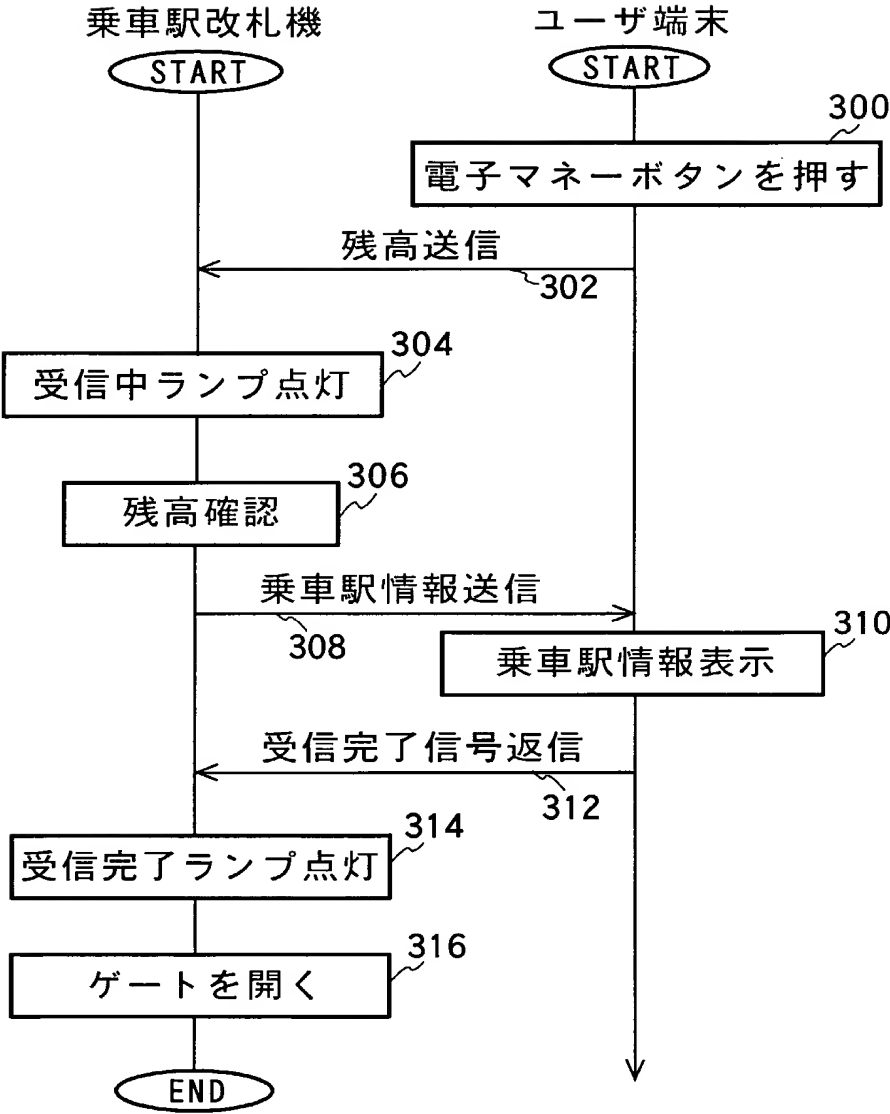 乗車駅改札機
ユーザ端末
START
START
300
電子マネーボタンを押す
残高送信
302
304
受信中ランプ点灯
306
残高確認
乗車駅情報送信
308
310
乗車駅情報表示
受信完了信号返信
312
314
受信完了ランプ点灯
316
ゲートを開く
END